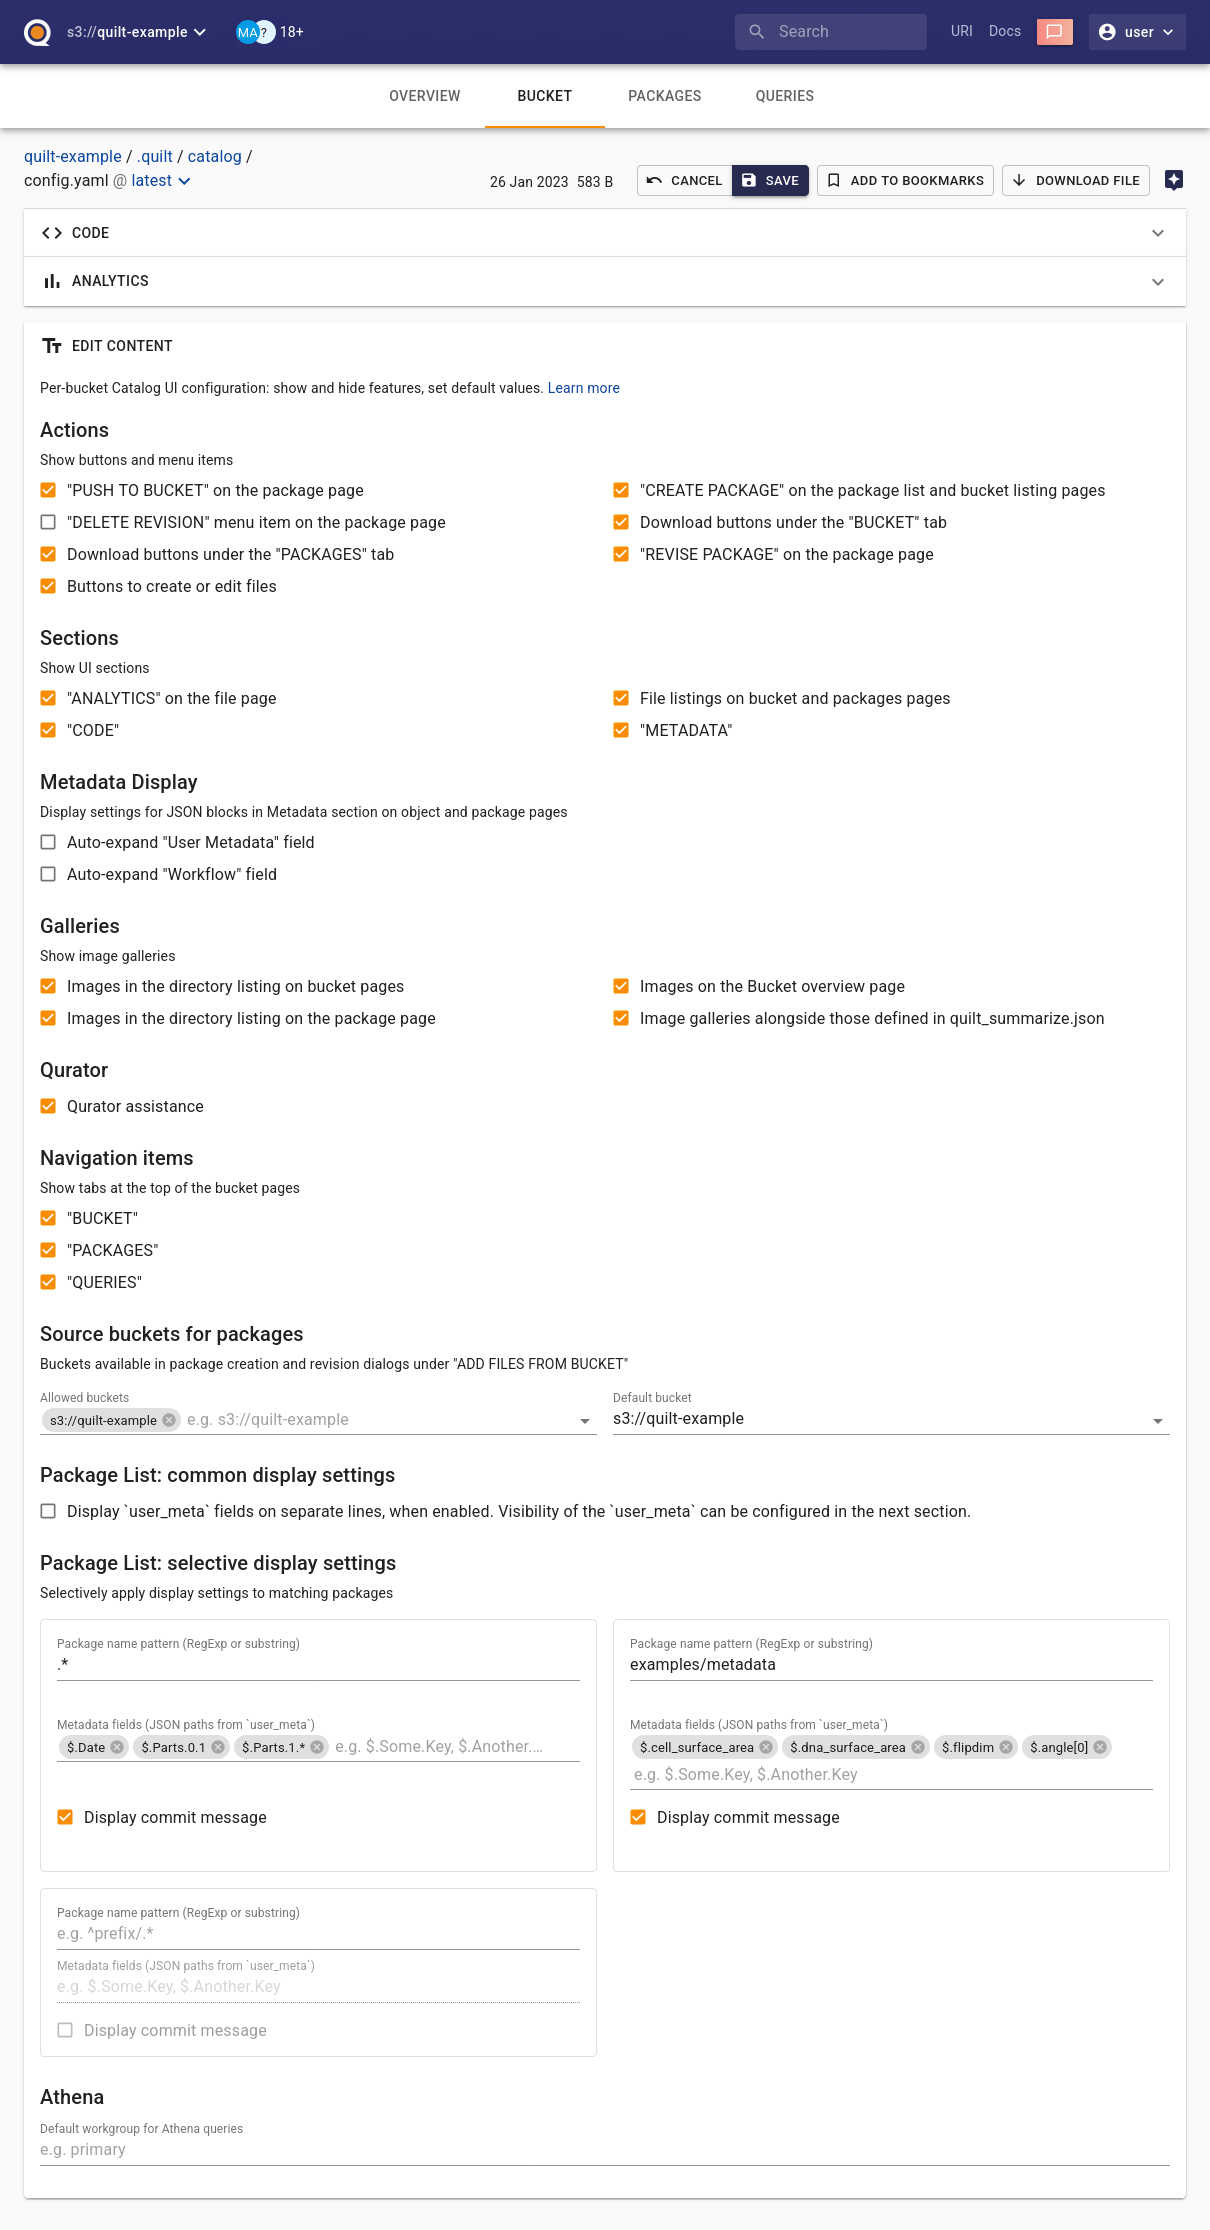 s3://quilt-example MA ? 18+ Search URI Docs user
OVERVIEW BUCKET PACKAGES QUERIES
quilt-example / .quilt / catalog /
config.yaml @ latest 26 Jan 2023 583 B CANCEL SAVE ADD TO BOOKMARKS DOWNLOAD FILE
CODE
ANALYTICS
EDIT CONTENT
Per-bucket Catalog UI configuration: show and hide features, set default values. Learn more
Actions
Show buttons and menu items
"PUSH TO BUCKET" on the package page "CREATE PACKAGE" on the package list and bucket listing pages
"DELETE REVISION" menu item on the package page Download buttons under the "BUCKET" tab
Download buttons under the "PACKAGES" tab "REVISE PACKAGE" on the package page
Buttons to create or edit files
Sections
Show UI sections
"ANALYTICS" on the file page File listings on bucket and packages pages
"CODE" "METADATA"
Metadata Display
Display settings for JSON blocks in Metadata section on object and package pages
Auto-expand "User Metadata" field
Auto-expand "Workflow" field
Galleries
Show image galleries
Images in the directory listing on bucket pages Images on the Bucket overview page
Images in the directory listing on the package page Image galleries alongside those defined in quilt_summarize.json
Qurator
Qurator assistance
Navigation items
Show tabs at the top of the bucket pages
"BUCKET"
"PACKAGES"
"QUERIES"
Source buckets for packages
Buckets available in package creation and revision dialogs under "ADD FILES FROM BUCKET"
Allowed buckets Default bucket
s3://quilt-example e.g. s3://quilt-example s3://quilt-example
Package List: common display settings
Display `user_meta` fields on separate lines, when enabled. Visibility of the `user_meta` can be configured in the next section.
Package List: selective display settings
Selectively apply display settings to matching packages
Package name pattern (RegExp or substring)
.*
Metadata fields (JSON paths from `user_meta`)
$.Date $.Parts.0.1 $.Parts.1.* e.g. $.Some.Key, $.Another....
Display commit message
Package name pattern (RegExp or substring)
examples/metadata
Metadata fields (JSON paths from `user_meta`)
$.cell_surface_area $.dna_surface_area $.flipdim $.angle[0]
e.g. $.Some.Key, $.Another.Key
Display commit message
Package name pattern (RegExp or substring)
e.g. ^prefix/.*
Metadata fields (JSON paths from `user_meta`)
e.g. $.Some.Key, $.Another.Key
Display commit message
Athena
Default workgroup for Athena queries
e.g. primary